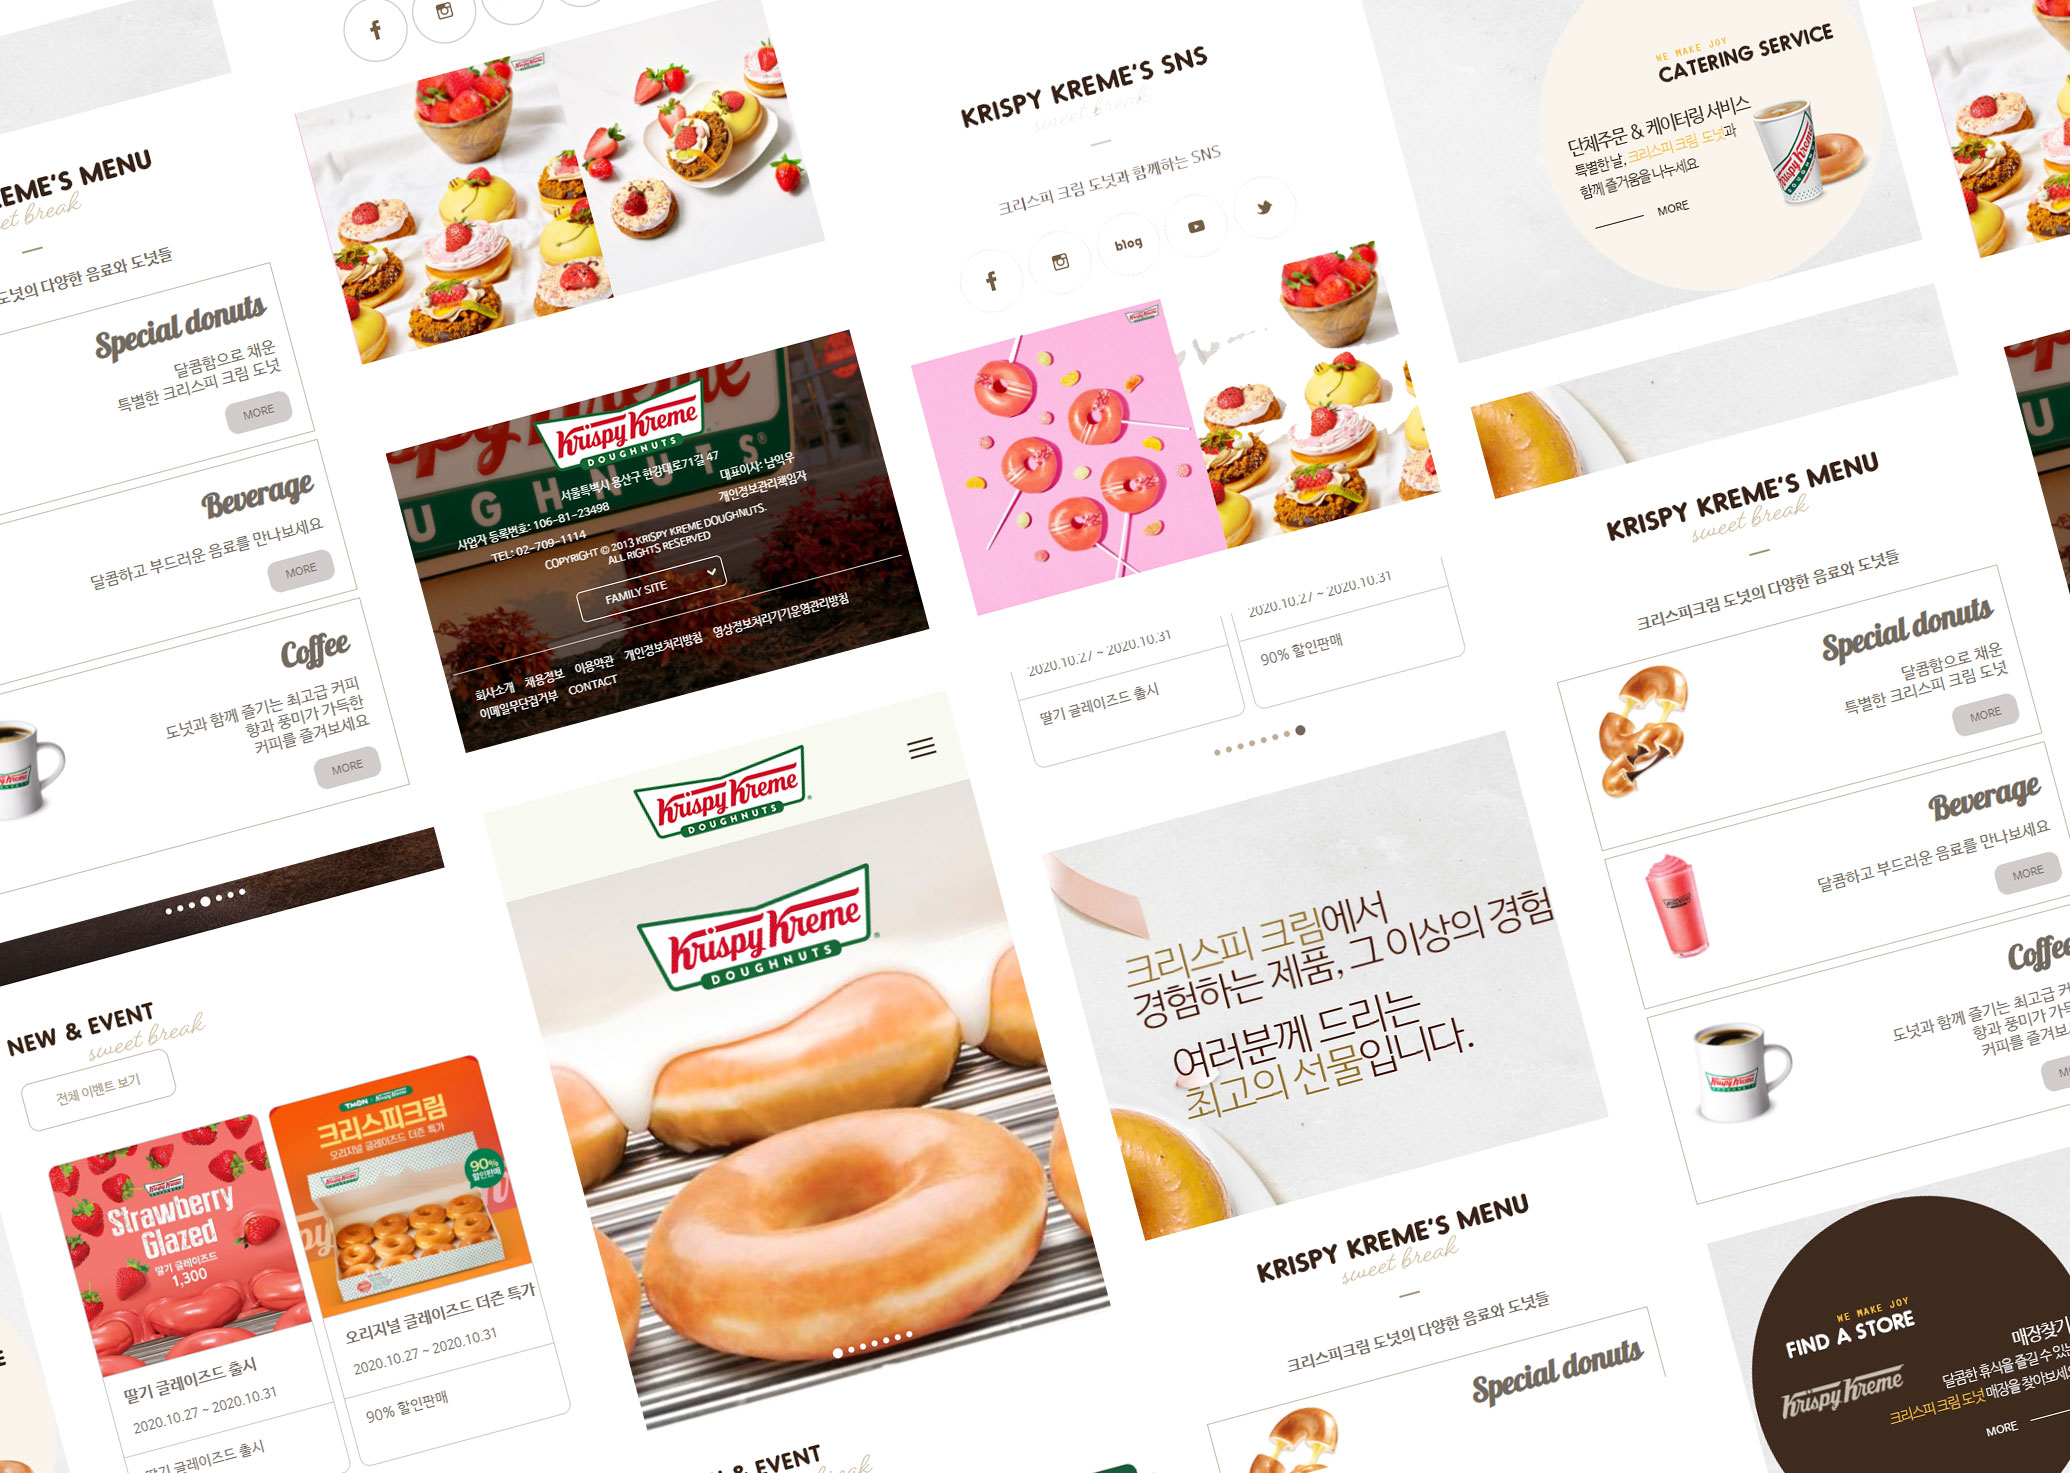 KREME'S MENU
sweet break
도넛의 다양한 음료와 도넛들
Special donuts
달콤함으로 채운
특별한 크리스피 크림 도넛
MORE
Beverage
달콤하고 부드러운 음료를 만나보세요
MORE
Coffee
도넛과 함께 즐기는 최고급 커피
향과 풍미가 가득한
커피를 즐겨보세요
MORE
NEW & EVENT
sweet break
전체 이벤트 보기
Strawberry
Glazed
딸기 글레이즈드
1,300
딸기 글레이즈드 출시
2020.10.27 ~ 2020.10.31
딸기 글레이즈드 출시
TMON
크리스피크림
오리지널 글레이즈드 더즌 특가
90%
할인판매
오리지널 글레이즈드 더즌 특가
2020.10.27 ~ 2020.10.31
90% 할인판매
Krispy Kreme
DOUGHNUTS
서울특별시 용산구 한강대로71길 47
대표이사: 남익우
사업자 등록번호: 106-81-23498
개인정보관리책임자
TEL: 02-709-1114
COPYRIGHT © 2013 KRISPY KREME DOUGHNUTS.
ALL RIGHTS RESERVED
FAMILY SITE
회사소개 채용정보 이용약관 개인정보처리방침 영상정보처리기기운영관리방침
이메일무단집거부 CONTACT
Krispy Kreme
DOUGHNUTS
Krispy Kreme
DOUGHNUTS
& EVENT
KRISPY KREME'S SNS
sweet break
크리스피 크림 도넛과 함께하는 SNS
blog
Krispy Kreme
2020.10.27 ~ 2020.10.31
딸기 글레이즈드 출시
2020.10.27 ~ 2020.10.31
90% 할인판매
크리스피 크림에서
경험하는 제품, 그 이상의 경험
여러분께 드리는
최고의 선물입니다.
KRISPY KREME'S MENU
sweet break
크리스피크림 도넛의 다양한 음료와 도넛들
Special donuts
WE MAKE JOY
CATERING SERVICE
단체주문 & 케이터링 서비스
특별한 날, 크리스피 크림 도넛과
함께 즐거움을 나누세요
MORE
Krispy Kreme
KRISPY KREME'S MENU
sweet break
크리스피크림 도넛의 다양한 음료와 도넛들
Special donuts
달콤함으로 채운
특별한 크리스피 크림 도넛
MORE
Beverage
달콤하고 부드러운 음료를 만나보세요
MORE
Coffee
도넛과 함께 즐기는 최고급 커
향과 풍미가 가득
커피를 즐겨보
WE MAKE JOY
FIND A STORE
Krispy Kreme
매장찾기
달콤한 휴식을 즐길 수 있는
크리스피 크림 도넛 매장을 찾아보세요
MORE